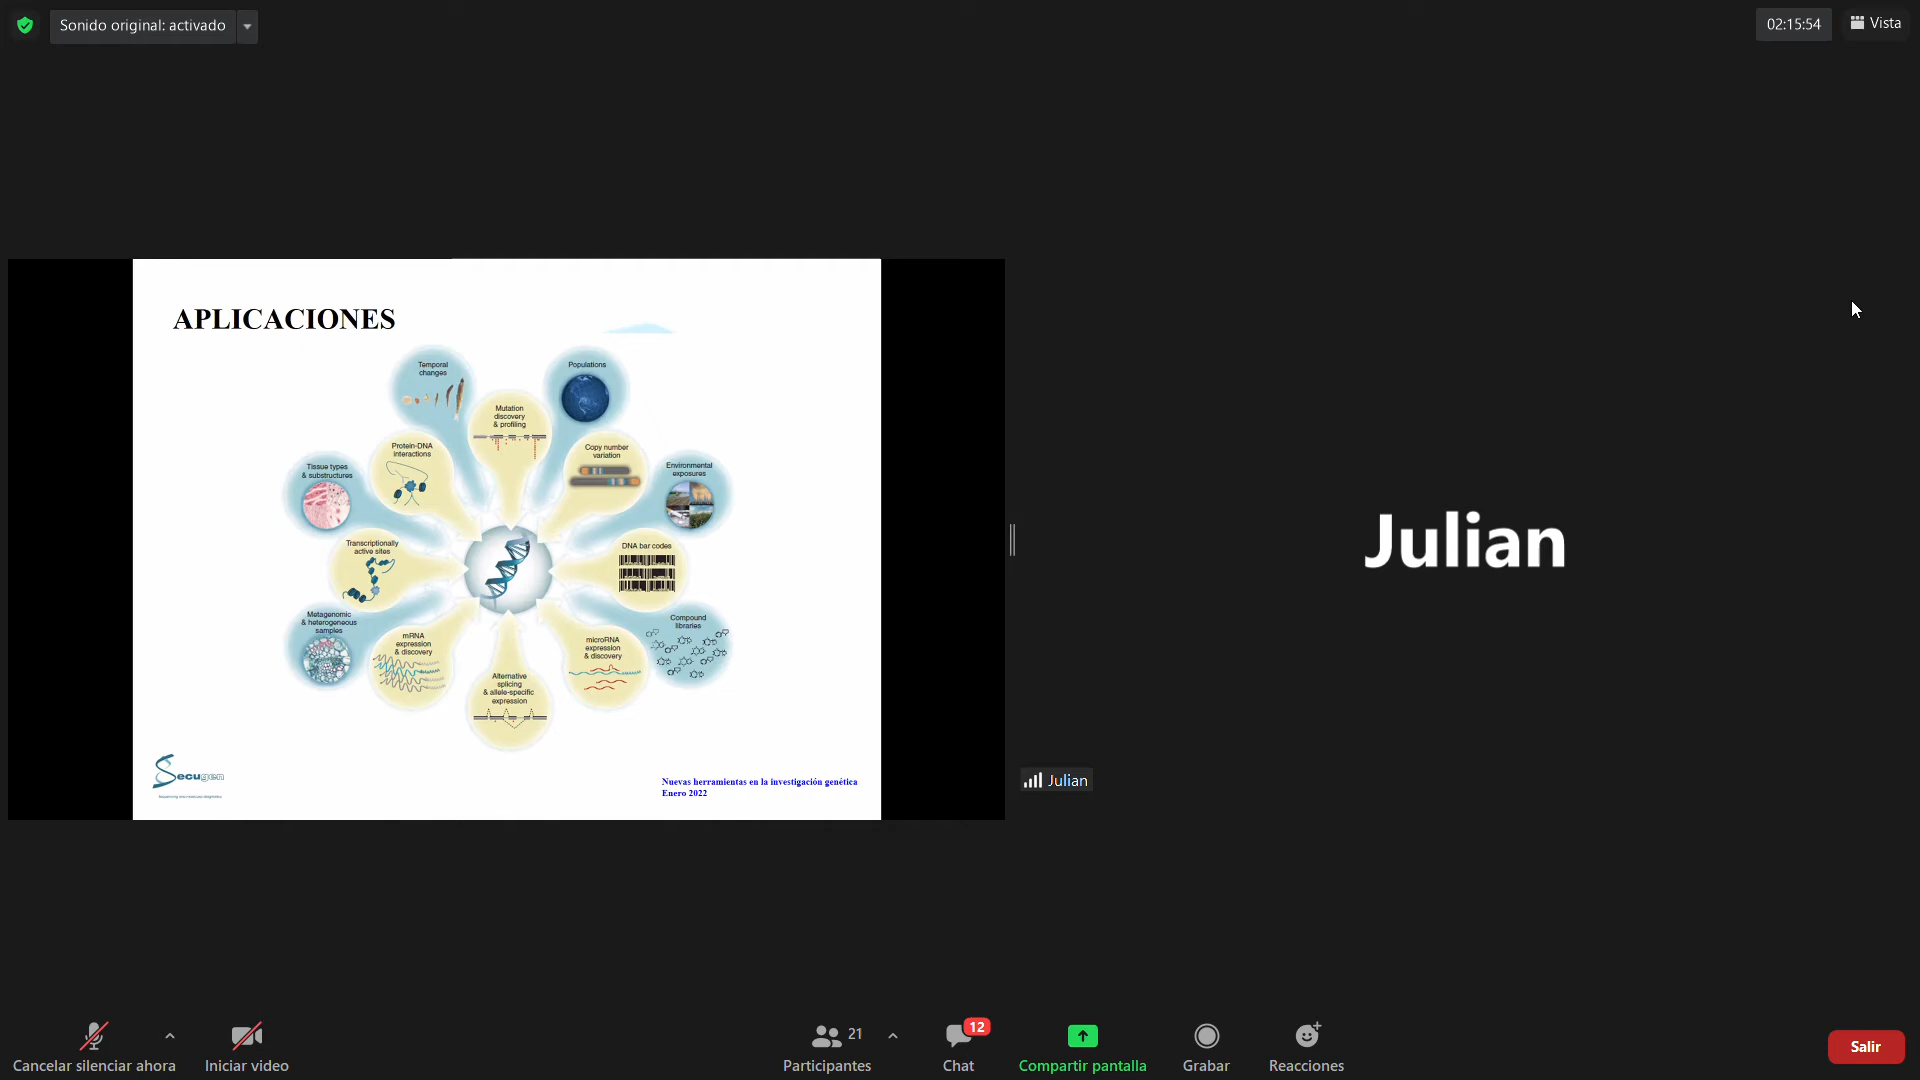 Sonido original: activado
02:15:54
Vista
APLICACIONES
Temporal
changes
Populations
Mutation
discovery
& profiling
Protein-DNA
interactions
Copy number
variation
Tissue types
& substructures
Environmental
exposures
Transcriptionally
active sites
DNA bar codes
Metagenomic
& heterogeneous
samples
Compound
libraries
mRNA
expression
& discovery
microRNA
expression
& discovery
Alternative
splicing
& allele-specific
expression
Secugen
Nuevas herramientas en la investigación genética
Enero 2022
Julian
Julian
Cancelar silenciar ahora
Iniciar video
21
Participantes
12
Chat
Compartir pantalla
Grabar
Reacciones
Salir